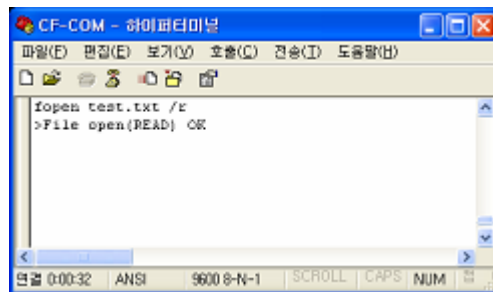 CF-COM - 하이퍼터미널
파일(F) 편집(E) 보기(V) 호출(C) 전송(T) 도움말(H)
fopen test.txt /r
>File open(READ) OK
연결 0:00:32 ANSI 9600 8-N-1 SCROLL CAPS NUM